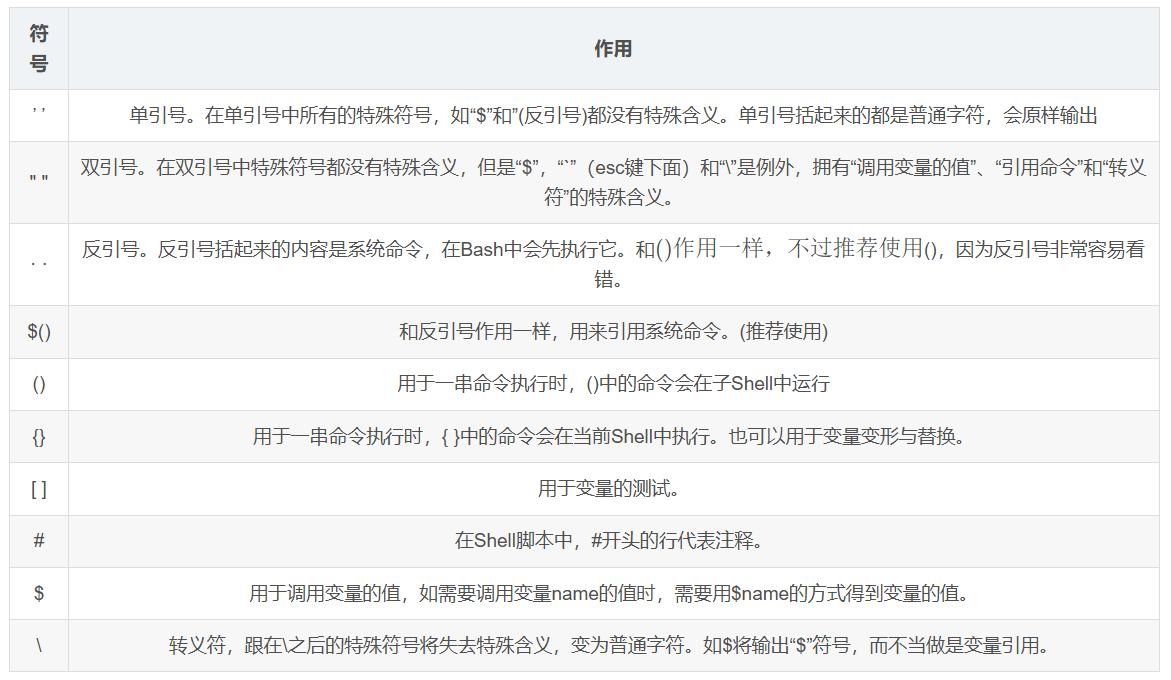 符
号
作用
' '
单引号。在单引号中所有的特殊符号，如“$”和”(反引号)都没有特殊含义。单引号括起来的都是普通字符，会原样输出
" "
双引号。在双引号中特殊符号都没有特殊含义，但是“$”，“`”（esc键下面）和“\”是例外，拥有“调用变量的值”、“引用命令”和“转义
符”的特殊含义。
. .
反引号。反引号括起来的内容是系统命令，在Bash中会先执行它。和()作用一样，不过推荐使用()，因为反引号非常容易看
错。
$()
和反引号作用一样，用来引用系统命令。(推荐使用)
()
用于一串命令执行时，()中的命令会在子Shell中运行
{}
用于一串命令执行时，{ }中的命令会在当前Shell中执行。也可以用于变量变形与替换。
[ ]
用于变量的测试。
#
在Shell脚本中，#开头的行代表注释。
$
用于调用变量的值，如需要调用变量name的值时，需要用$name的方式得到变量的值。
\
转义符，跟在\之后的特殊符号将失去特殊含义，变为普通字符。如$将输出“$”符号，而不当做是变量引用。